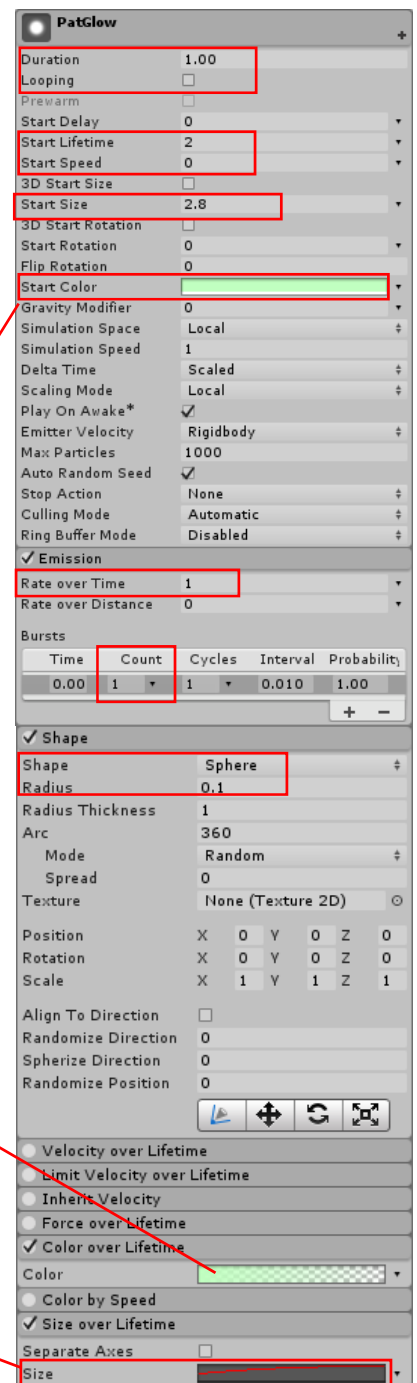 PatGlow
+
Duration 1.00
Looping
Prewarm
Start Delay 0
Start Lifetime 2
Start Speed 0
3D Start Size
Start Size 2.8
3D Start Rotation
Start Rotation 0
Flip Rotation 0
Start Color
Gravity Modifier 0
Simulation Space Local
Simulation Speed 1
Delta Time Scaled
Scaling Mode Local
Play On Awake*
Emitter Velocity Rigidbody
Max Particles 1000
Auto Random Seed
Stop Action None
Culling Mode Automatic
Ring Buffer Mode Disabled
Emission
Rate over Time 1
Rate over Distance 0
Bursts
Time Count Cycles Interval Probability
0.00 1 1 0.010 1.00
+ −
Shape
Shape Sphere
Radius 0.1
Radius Thickness 1
Arc 360
Mode Random
Spread 0
Texture None (Texture 2D)
Position X 0 Y 0 Z 0
Rotation X 0 Y 0 Z 0
Scale X 1 Y 1 Z 1
Align To Direction
Randomize Direction 0
Spherize Direction 0
Randomize Position 0
Velocity over Lifetime
Limit Velocity over Lifetime
Inherit Velocity
Force over Lifetime
Color over Lifetime
Color
Color by Speed
Size over Lifetime
Separate Axes
Size